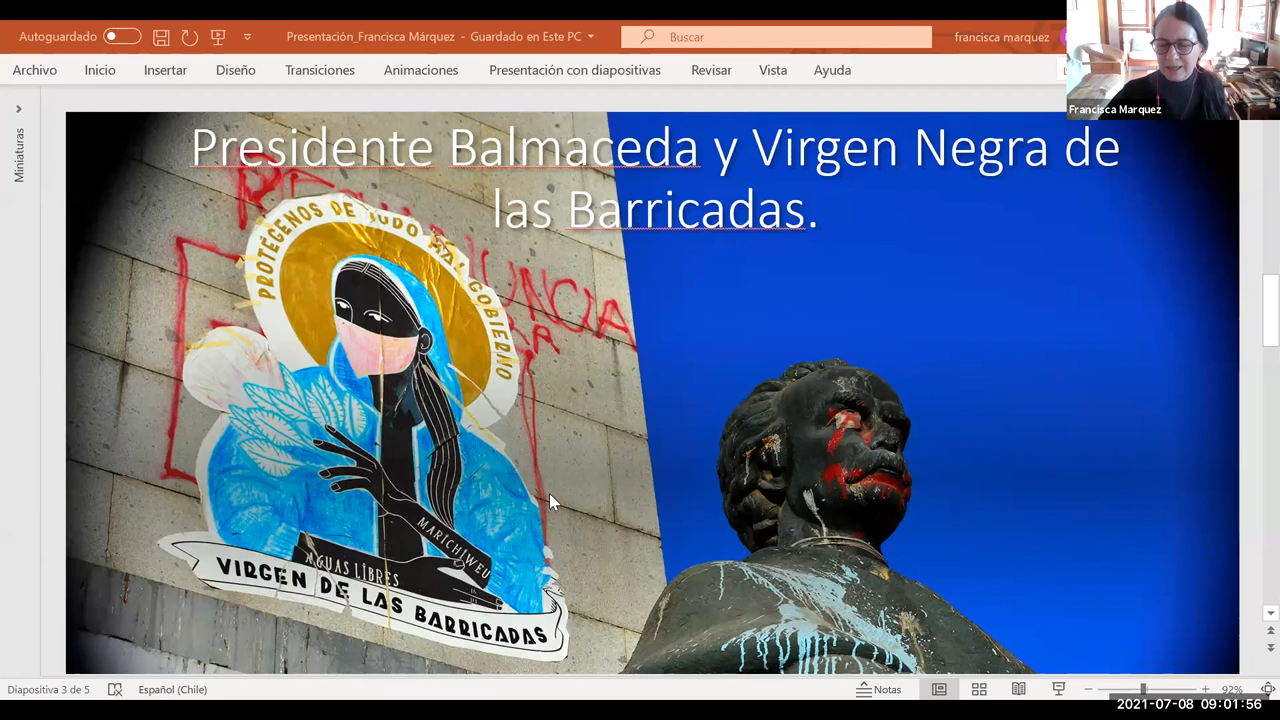 Autoguardado
Presentación_Francisca Márquez - Guardado en Este PC
Buscar
francisca marquez
Archivo Inicio Insertar Diseño Transiciones Animaciones Presentación con diapositivas Revisar Vista Ayuda
Francisca Marquez
Miniaturas
Presidente Balmaceda y Virgen Negra de
las Barricadas.
PROTÉGENOS DE TODO MAL GOBIERNO
MARICHIWEU
AGUAS LIBRES
VIRGEN DE LAS BARRICADAS
Diapositiva 3 de 5
Español (Chile)
Notas
92%
2021-07-08 09:01:56